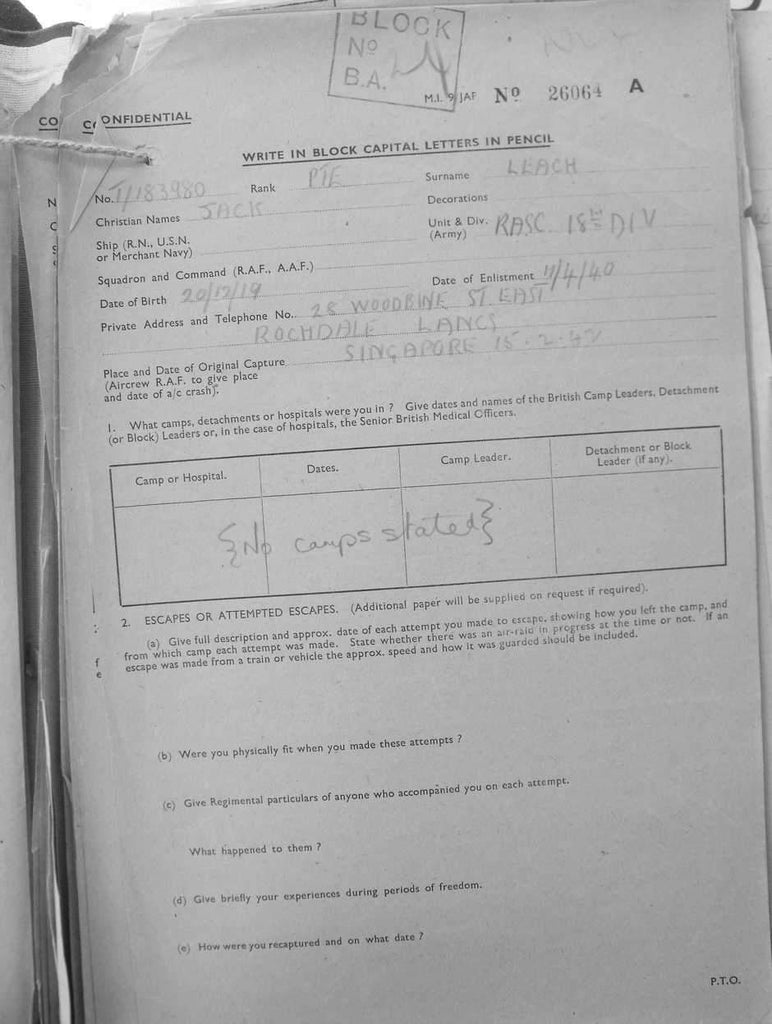 BLOCK
No
B.A.
M.I. 9/JAP No 26064 A
CO
CONFIDENTIAL
WRITE IN BLOCK CAPITAL LETTERS IN PENCIL
No. T/183980 Rank PTE Surname LEACH
Christian Names JACK Decorations
Ship (R.N., U.S.N. or Merchant Navy) Unit & Div. (Army) RASC. 18TH DIV
Squadron and Command (R.A.F., A.A.F.)
Date of Birth 20/12/19 Date of Enlistment 11/4/40
Private Address and Telephone No. 28 WOODBINE ST. EAST
ROCHDALE LANCS
Place and Date of Original Capture SINGAPORE 15.2.42
(Aircrew R.A.F. to give place
and date of a/c crash).
1. What camps, detachments or hospitals were you in ? Give dates and names of the British Camp Leaders, Detachment
(or Block) Leaders or, in the case of hospitals, the Senior British Medical Officers.
Camp or Hospital. Dates. Camp Leader. Detachment or Block Leader (if any).
{No camps stated}
2. ESCAPES OR ATTEMPTED ESCAPES. (Additional paper will be supplied on request if required).
(a) Give full description and approx. date of each attempt you made to escape, showing how you left the camp, and
from which camp each attempt was made. State whether there was an air-raid in progress at the time or not. If an
escape was made from a train or vehicle the approx. speed and how it was guarded should be included.
(b) Were you physically fit when you made these attempts ?
(c) Give Regimental particulars of anyone who accompanied you on each attempt.
What happened to them ?
(d) Give briefly your experiences during periods of freedom.
(e) How were you recaptured and on what date ?
P.T.O.